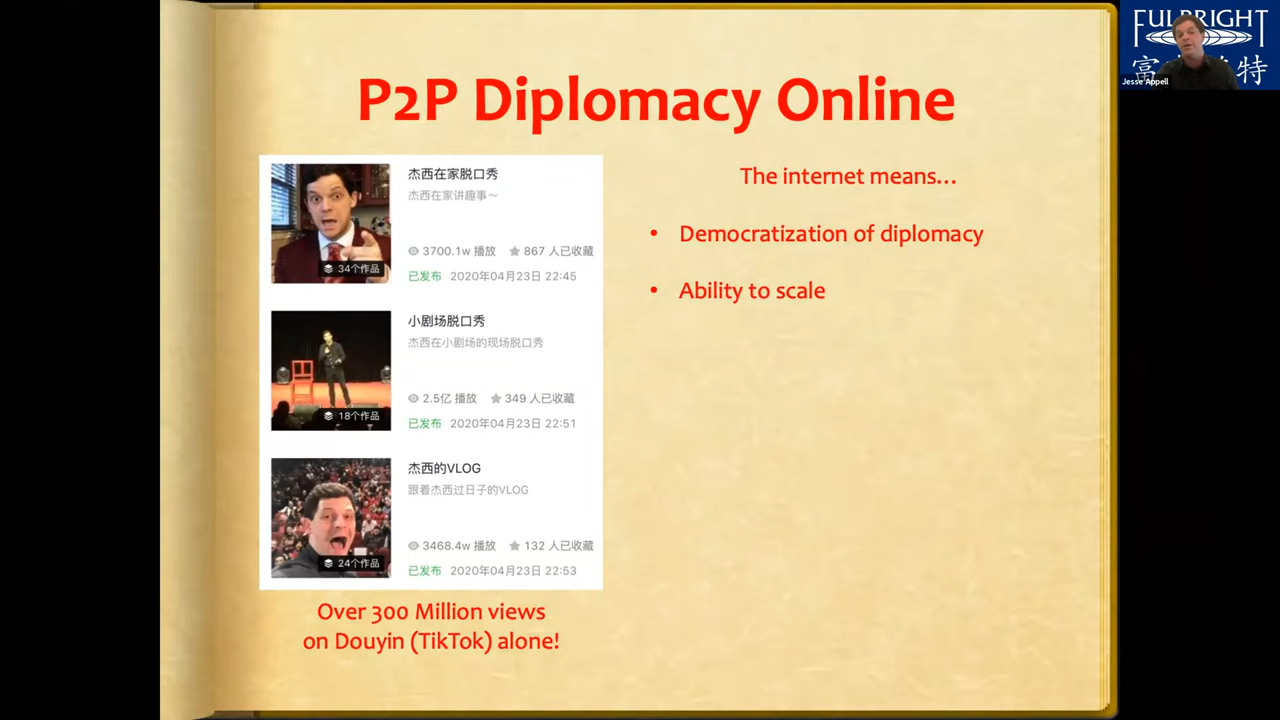 P2P Diplomacy Online
杰西在家脱口秀
杰西在家讲趣事～
3700.1w 播放 867 人已收藏
34个作品
已发布 2020年04月23日 22:45
小剧场脱口秀
杰西在小剧场的现场脱口秀
2.5亿 播放 349 人已收藏
18个作品
已发布 2020年04月23日 22:51
杰西的VLOG
跟着杰西过日子的VLOG
3468.4w 播放 132 人已收藏
24个作品
已发布 2020年04月23日 22:53
Over 300 Million views
on Douyin (TikTok) alone!
The internet means…
• Democratization of diplomacy
• Ability to scale
FULBRIGHT
富 特
Jesse Appell